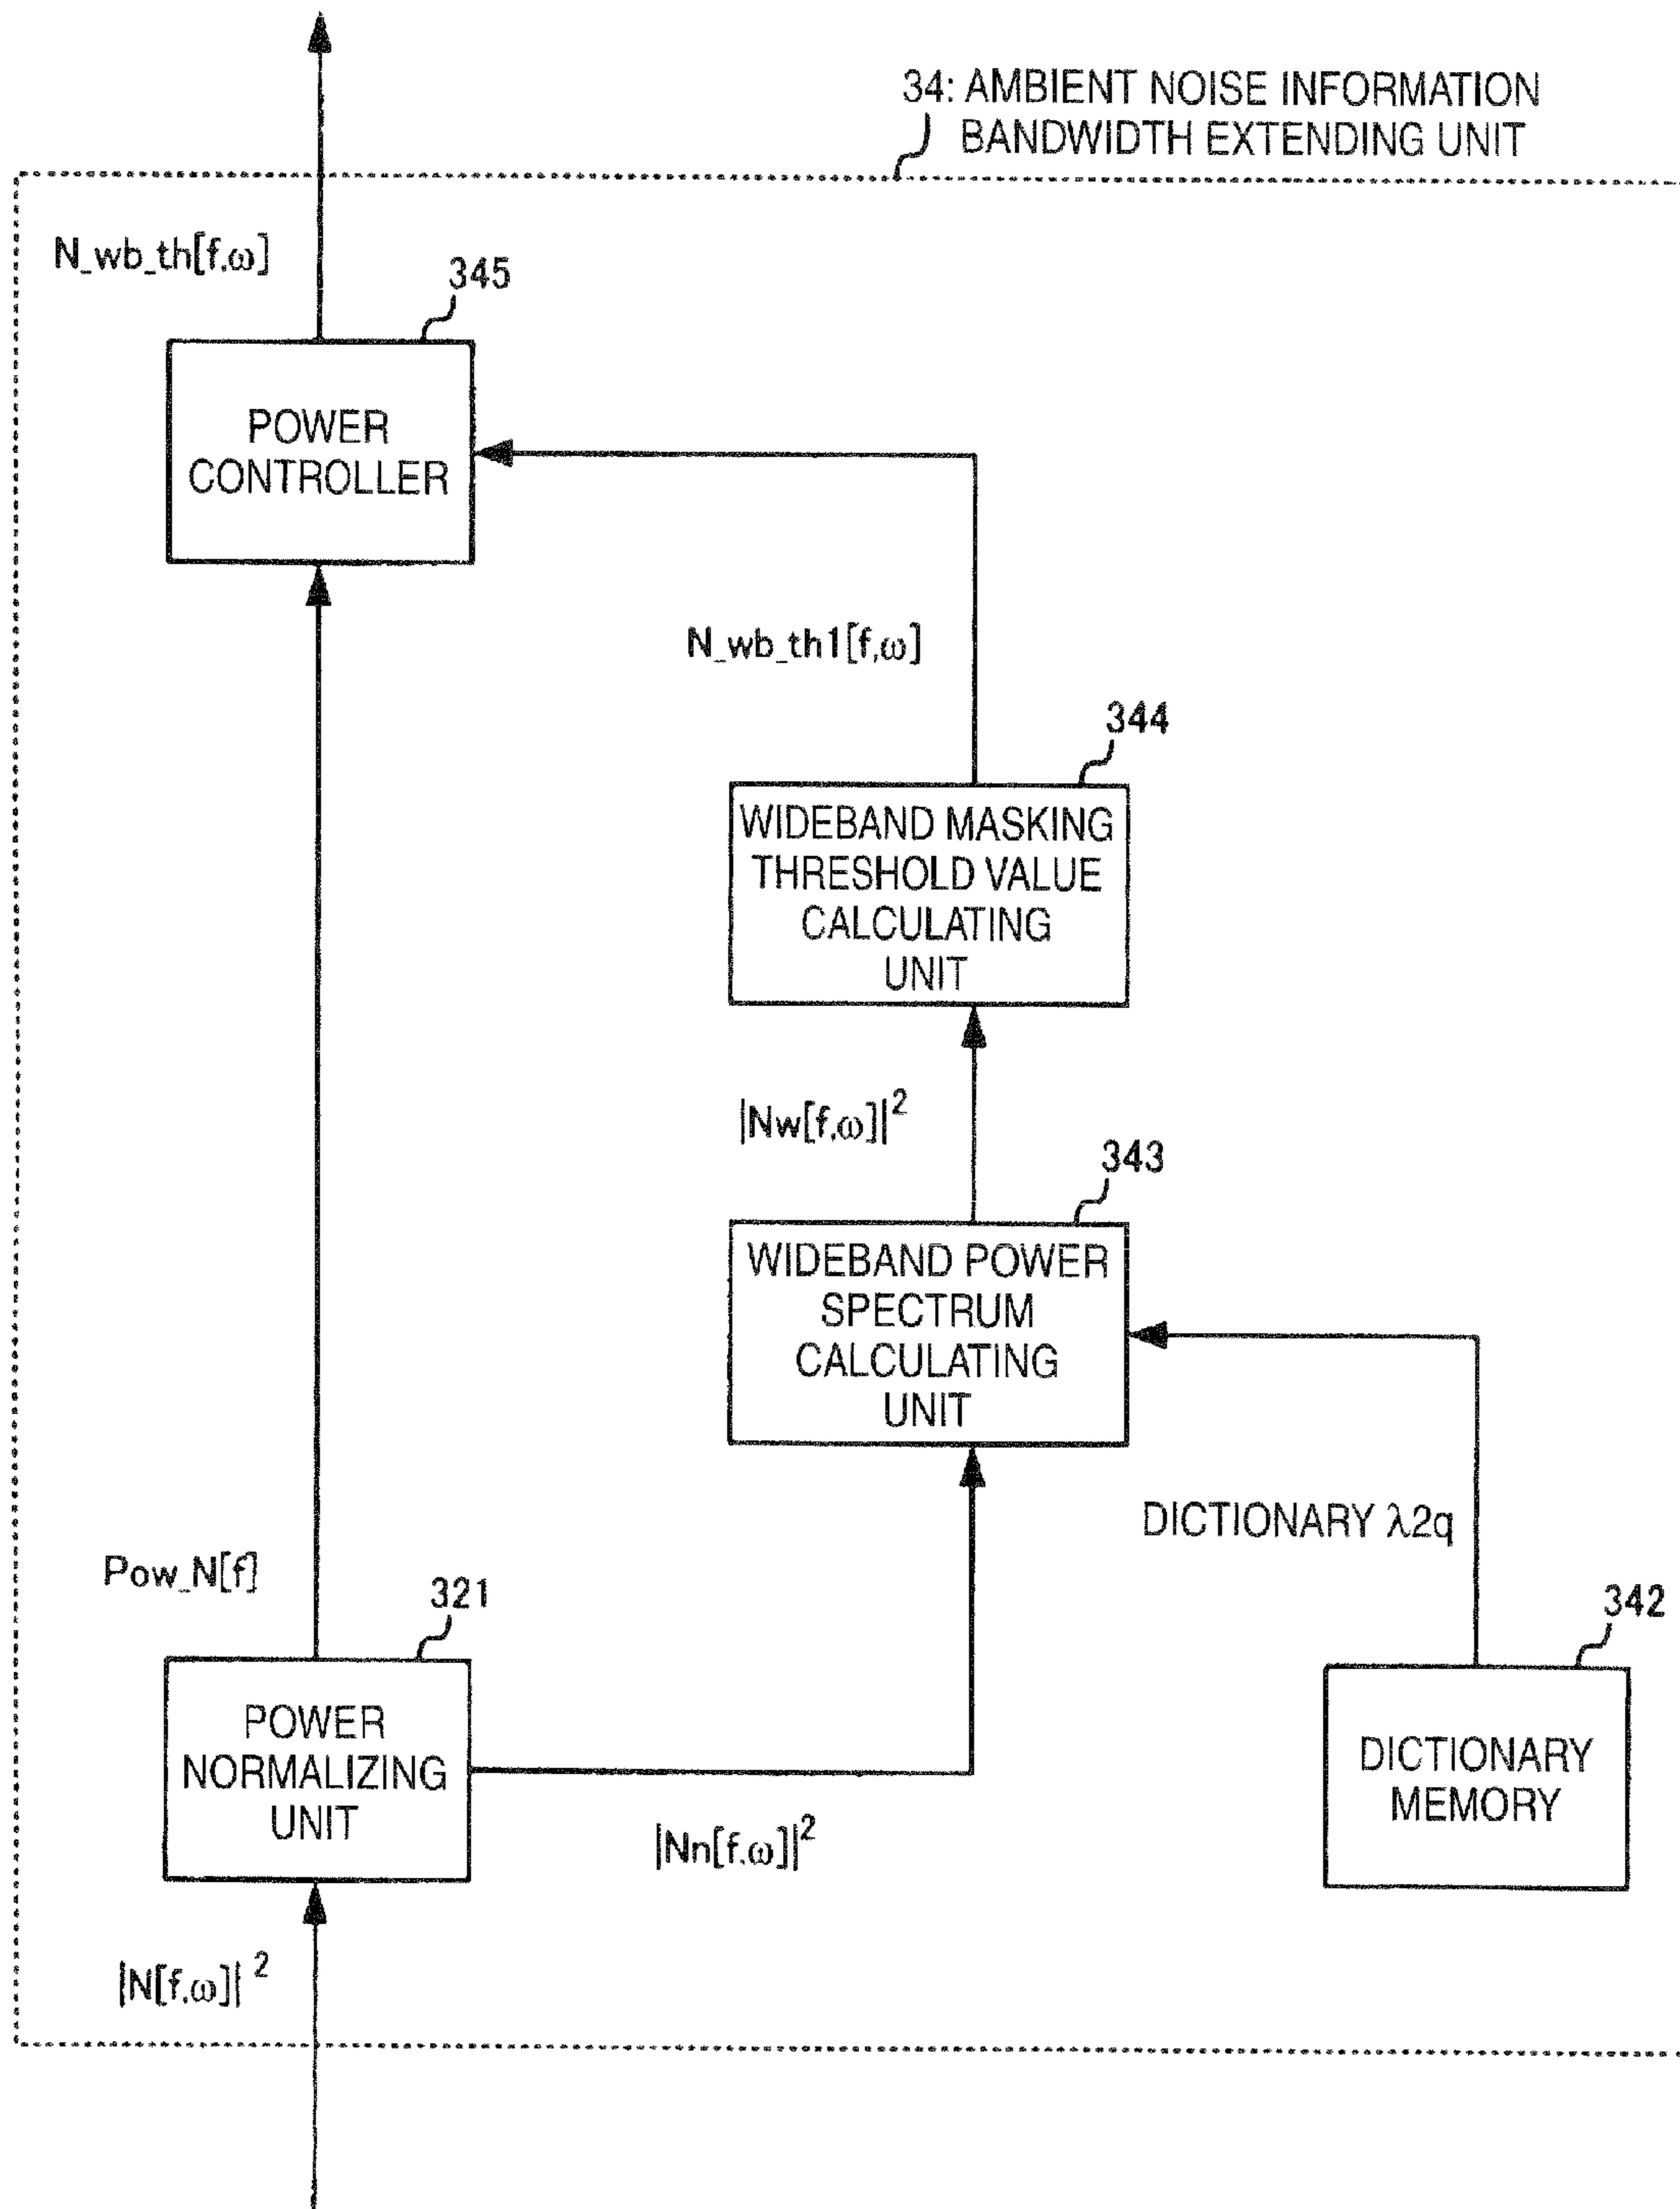 34: AMBIENT NOISE INFORMATION
BANDWIDTH EXTENDING UNIT
N_wb_th[f,ω]
345
POWER
CONTROLLER
N_wb_th1[f,ω]
344
WIDEBAND MASKING
THRESHOLD VALUE
CALCULATING
UNIT
|Nw[f,ω]|²
343
WIDEBAND POWER
SPECTRUM
CALCULATING
UNIT
DICTIONARY λ2q
Pow_N[f]
321
342
POWER
NORMALIZING
UNIT
DICTIONARY
MEMORY
|Nn[f,ω]|²
|N[f,ω]|²